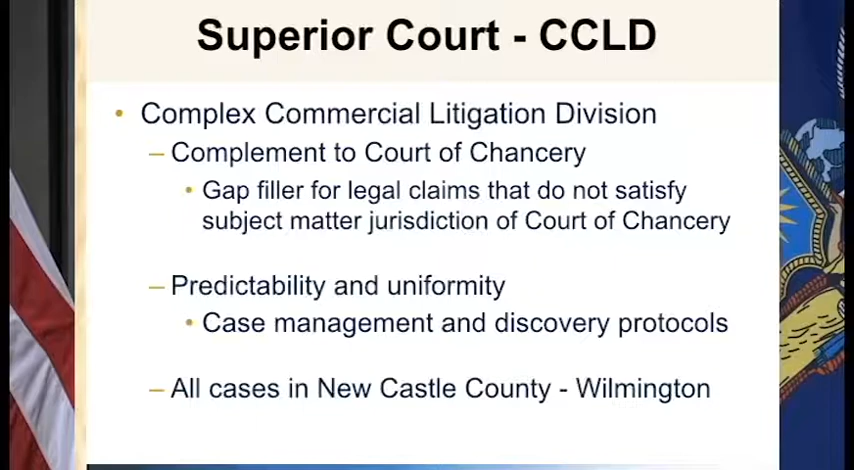 Superior Court - CCLD
• Complex Commercial Litigation Division
– Complement to Court of Chancery
• Gap filler for legal claims that do not satisfy
subject matter jurisdiction of Court of Chancery
– Predictability and uniformity
• Case management and discovery protocols
– All cases in New Castle County - Wilmington